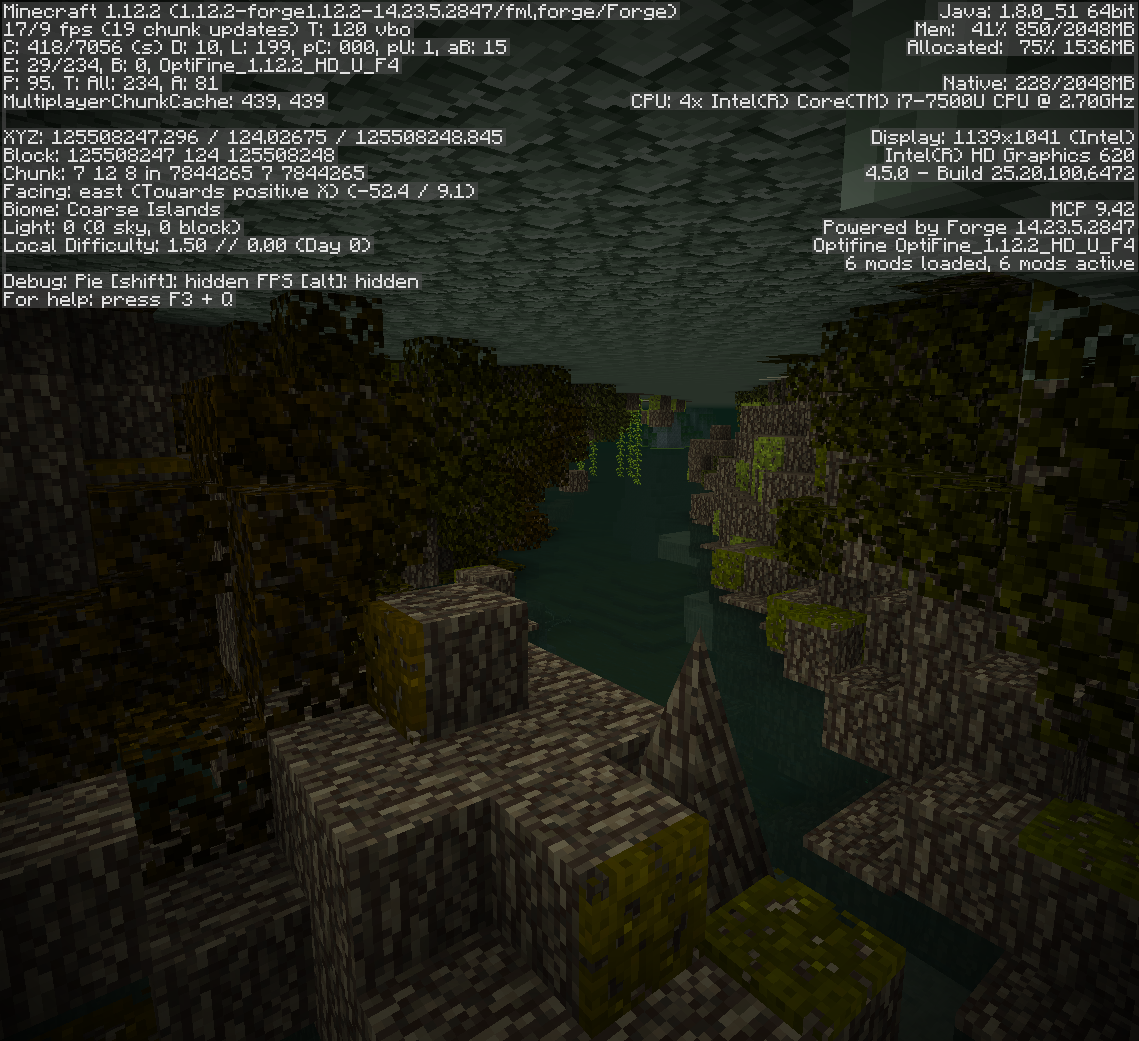 Minecraft 1.12.2 (1.12.2-forge1.12.2-14.23.5.2847/fml,forge/Forge)
17/9 fps (19 chunk updates) T: 120 vbo
C: 418/7056 (s) D: 10, L: 199, pC: 000, pU: 1, aB: 15
E: 29/234, B: 0, OptiFine_1.12.2_HD_U_F4
P: 95. T: All: 234, A: 81
MultiplayerChunkCache: 439, 439
XYZ: 125508247.296 / 124.02675 / 125508248.845
Block: 125508247 124 125508248
Chunk: 7 12 8 in 7844265 7 7844265
Facing: east (Towards positive X) (-52.4 / 9.1)
Biome: Coarse Islands
Light: 0 (0 sky, 0 block)
Local Difficulty: 1.50 // 0.00 (Day 0)
Debug: Pie [shift]: hidden FPS [alt]: hidden
For help: press F3 + Q
Java: 1.8.0_51 64bit
Mem: 41% 850/2048MB
Allocated: 75% 1536MB
Native: 228/2048MB
CPU: 4x Intel(R) Core(TM) i7-7500U CPU @ 2.70GHz
Display: 1139x1041 (Intel)
Intel(R) HD Graphics 620
4.5.0 - Build 25.20.100.6472
MCP 9.42
Powered by Forge 14.23.5.2847
Optifine OptiFine_1.12.2_HD_U_F4
6 mods loaded, 6 mods active